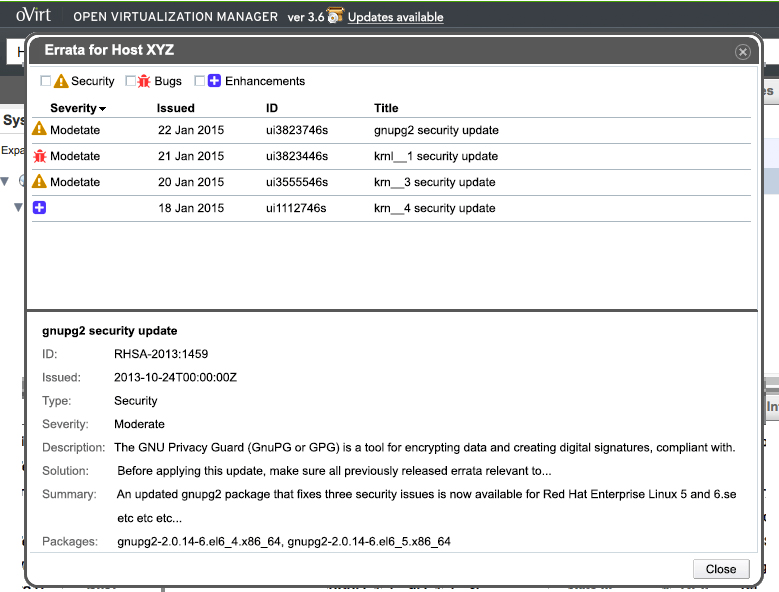 oVirt OPEN VIRTUALIZATION MANAGER ver 3.6 Updates available
Errata for Host XYZ
Security Bugs Enhancements
Severity Issued ID Title
Modetate 22 Jan 2015 ui3823746s gnupg2 security update
Modetate 21 Jan 2015 ui3823446s krnl__1 security update
Modetate 20 Jan 2015 ui3555546s krn__3 security update
18 Jan 2015 ui1112746s krn__4 security update
gnupg2 security update
ID: RHSA-2013:1459
Issued: 2013-10-24T00:00:00Z
Type: Security
Severity: Moderate
Description: The GNU Privacy Guard (GnuPG or GPG) is a tool for encrypting data and creating digital signatures, compliant with.
Solution: Before applying this update, make sure all previously released errata relevant to...
Summary: An updated gnupg2 package that fixes three security issues is now available for Red Hat Enterprise Linux 5 and 6.se
etc etc etc...
Packages: gnupg2-2.0.14-6.el6_4.x86_64, gnupg2-2.0.14-6.el6_5.x86_64
Close